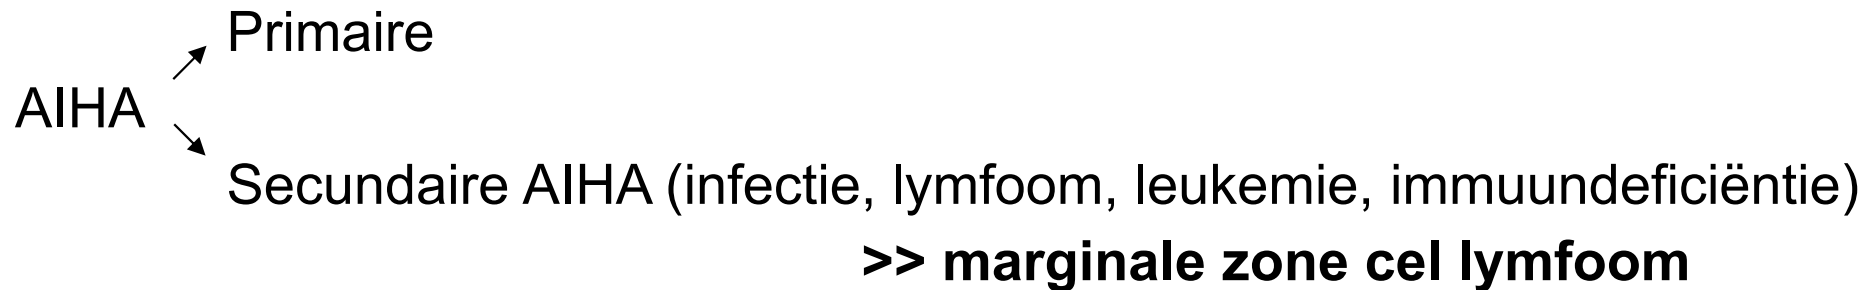 Primaire
AIHA
Secundaire AIHA (infectie, lymfoom, leukemie, immuundeficiëntie)
>> marginale zone cel lymfoom